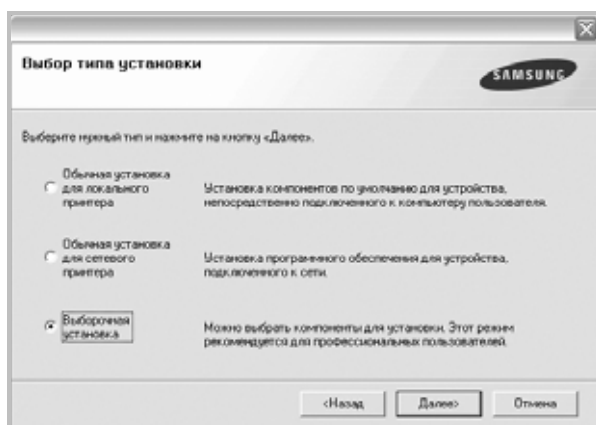 Выбор типа установки
SAMSUNG
Выберите нужный тип и нажмите на кнопку «Далее».
Обычная установка
для локального
принтера
Установка компонентов по умолчанию для устройства,
непосредственно подключенного к компьютеру пользователя.
Обычная установка
для сетевого
принтера
Установка программного обеспечения для устройства,
подключенного к сети.
Выборочная
установка
Можно выбрать компоненты для установки. Этот режим
рекомендуется для профессиональных пользователей.
<Назад
Далее>
Отмена